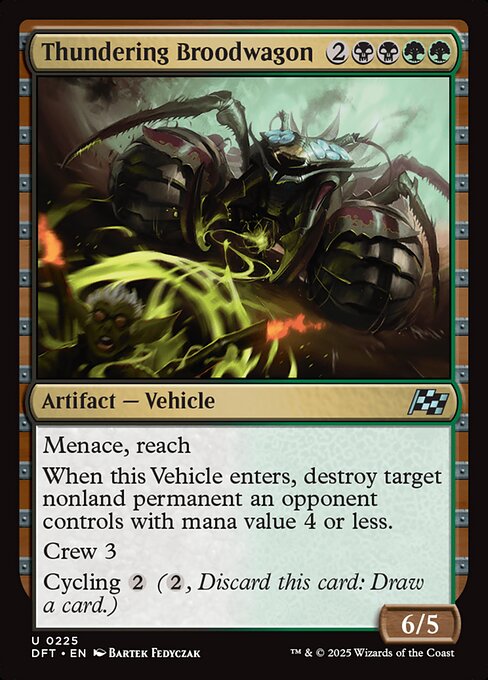 Thundering Broodwagon 2
Artifact — Vehicle
Menace, reach
When this Vehicle enters, destroy target
nonland permanent an opponent
controls with mana value 4 or less.
Crew 3
Cycling 2 (2, Discard this card: Draw
a card.)
6/5
U 0225
DFT • EN Bartek Fedyczak
™ & © 2025 Wizards of the Coast